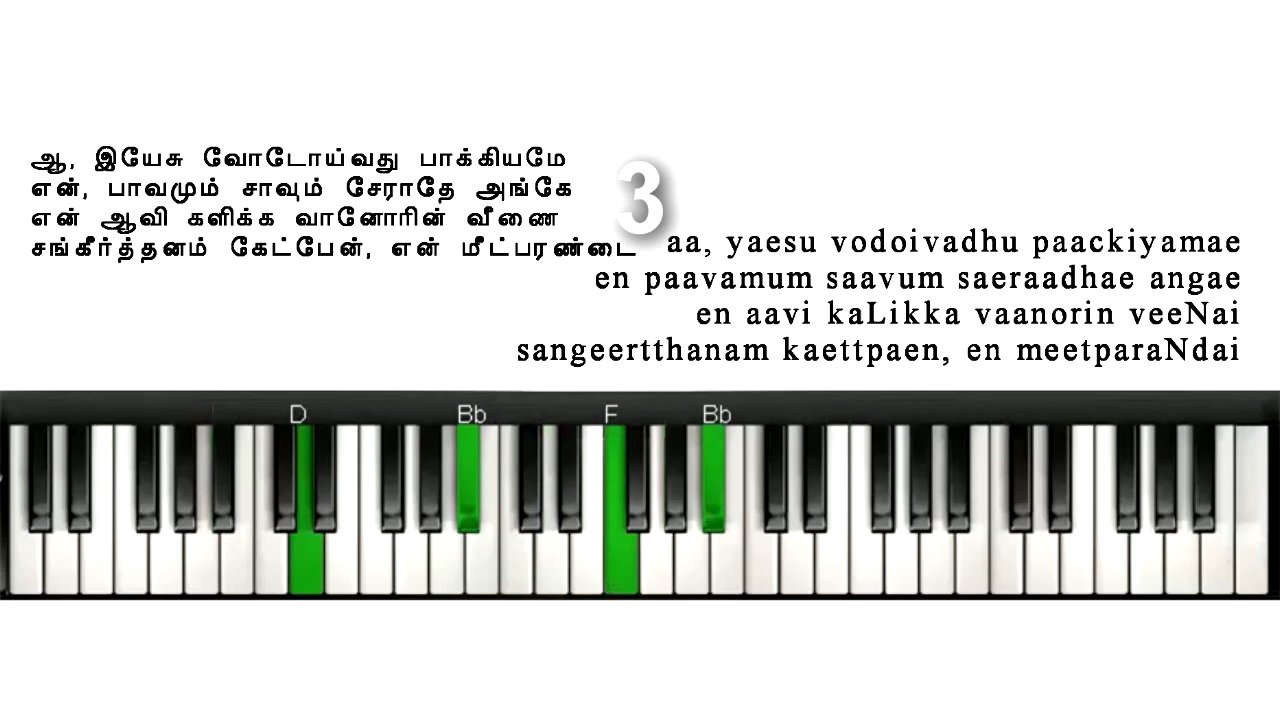 ஆ, இயேசு வோடோய்வது பாக்கியமே
என், பாவமும் சாவும் சேராதே அங்கே
என் ஆவி களிக்க வானோரின் வீணை
சங்கீர்த்தனம் கேட்பேன், என் மீட்பரண்டை
3
aa, yaesu vodoivadhu paackiyamae
en paavamum saavum saeraadhae angae
en aavi kaLikka vaanorin veeNai
sangeertthanam kaettpaen, en meetparaNdai
D Bb F Bb